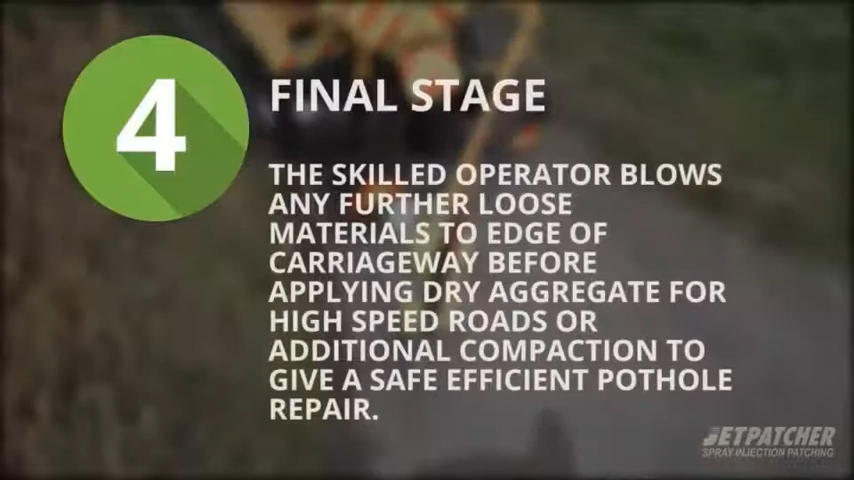 4
FINAL STAGE
THE SKILLED OPERATOR BLOWS
ANY FURTHER LOOSE
MATERIALS TO EDGE OF
CARRIAGEWAY BEFORE
APPLYING DRY AGGREGATE FOR
HIGH SPEED ROADS OR
ADDITIONAL COMPACTION TO
GIVE A SAFE EFFICIENT POTHOLE
REPAIR.
JETPATCHER
SPRAY INJECTION PATCHING